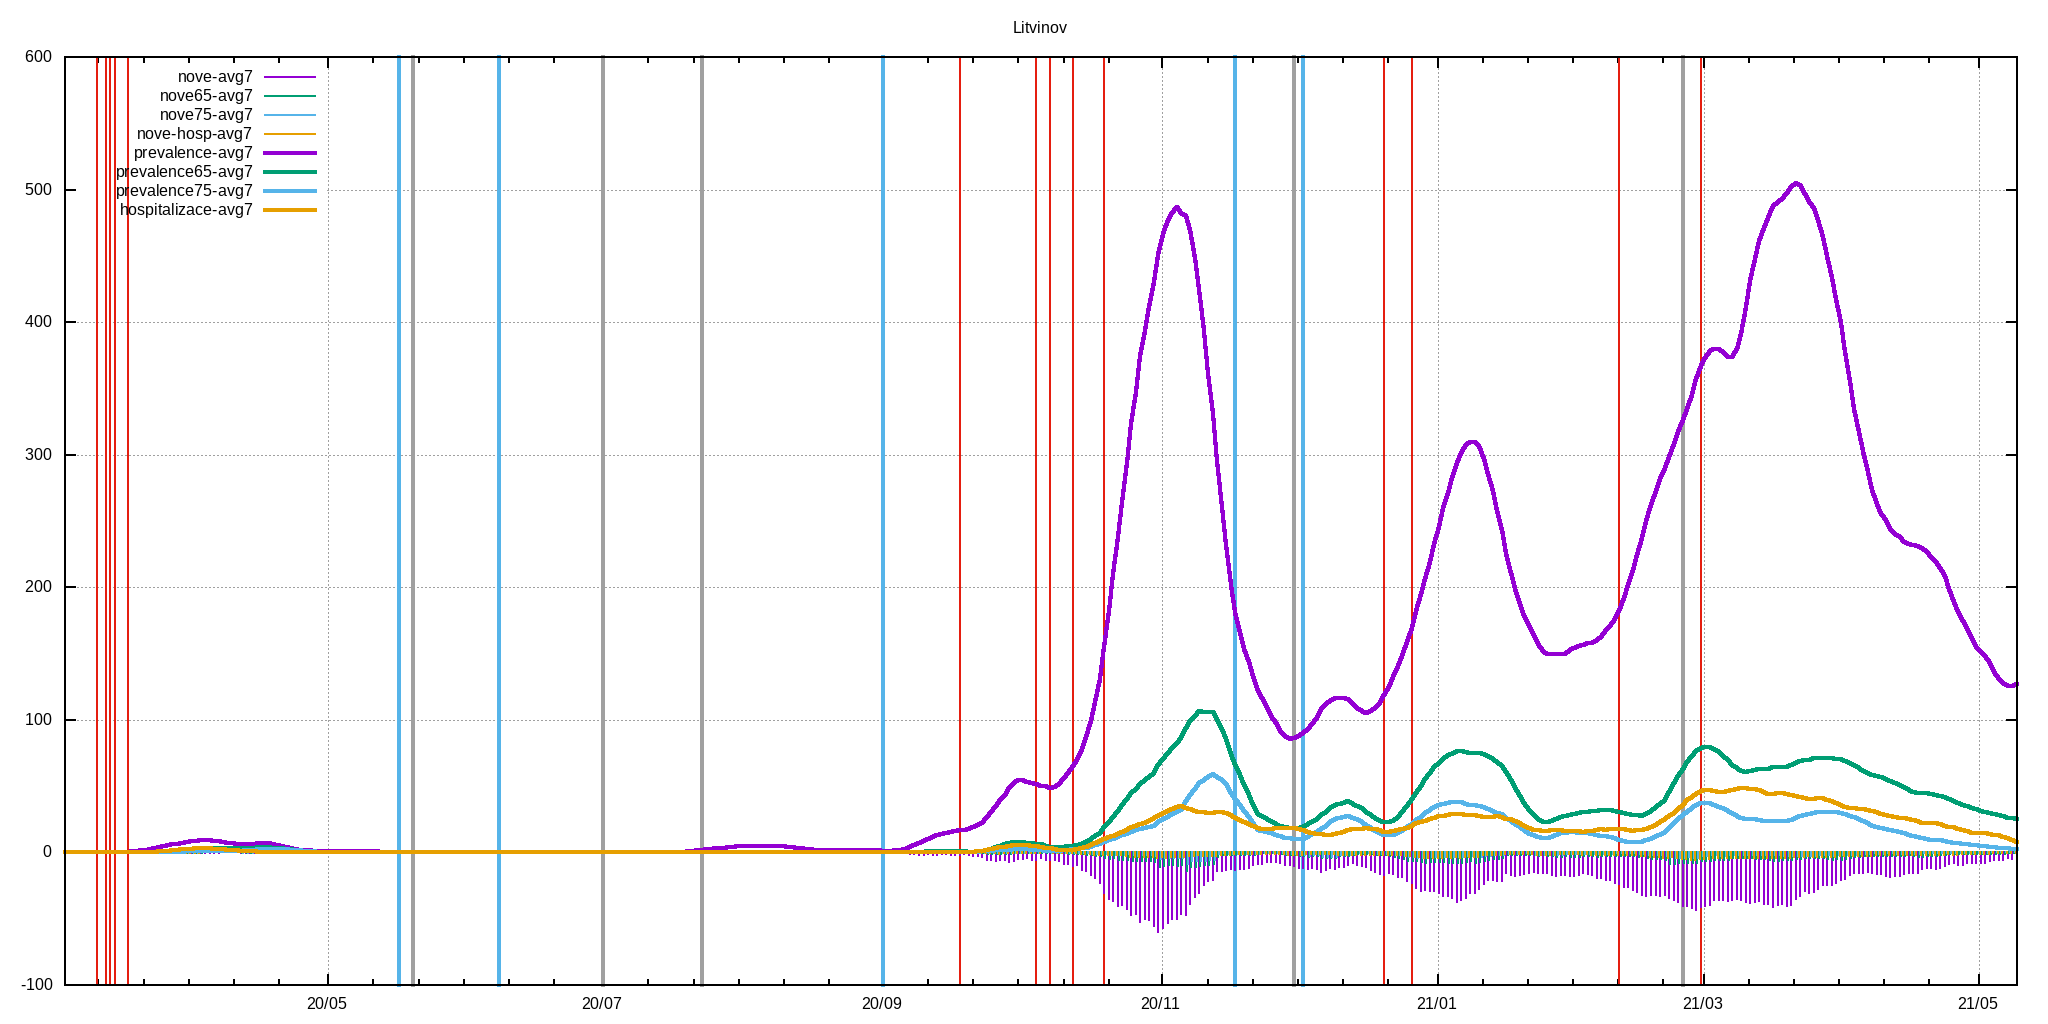 Litvinov
600
500
400
300
200
100
0
-100
nove-avg7
nove65-avg7
nove75-avg7
nove-hosp-avg7
prevalence-avg7
prevalence65-avg7
prevalence75-avg7
hospitalizace-avg7
20/05 20/07 20/09 20/11 21/01 21/03 21/05